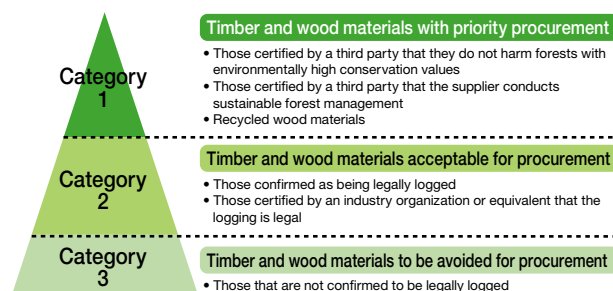 Category
1
Timber and wood materials with priority procurement
• Those certified by a third party that they do not harm forests with
environmentally high conservation values
• Those certified by a third party that the supplier conducts
sustainable forest management
• Recycled wood materials
Category
2
Timber and wood materials acceptable for procurement
• Those confirmed as being legally logged
• Those certified by an industry organization or equivalent that the
logging is legal
Category
3
Timber and wood materials to be avoided for procurement
• Those that are not confirmed to be legally logged